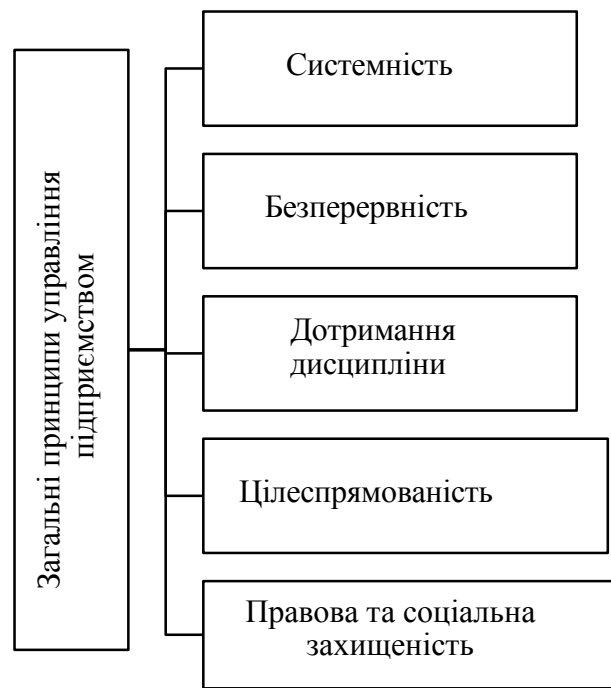 Загальні принципи управління
підприємством
Системність
Безперервність
Дотримання
дисципліни
Цілеспрямованість
Правова та соціальна
захищеність